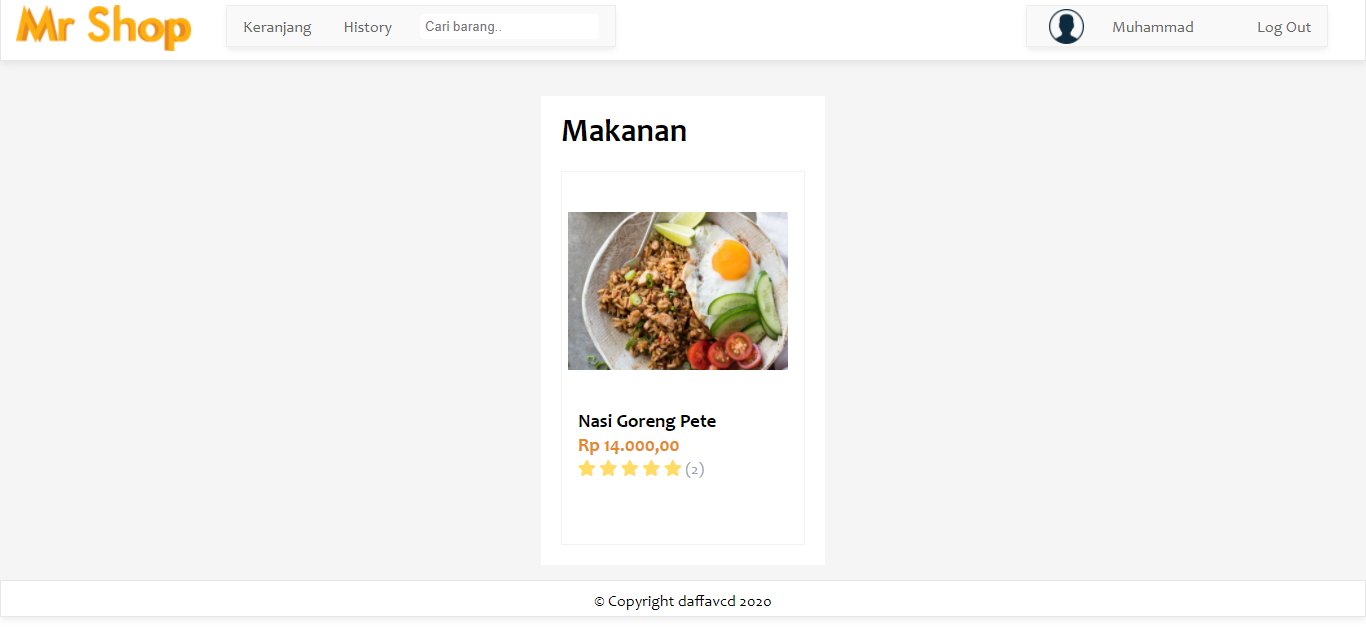 Mr Shop
Keranjang History Cari barang..
Muhammad Log Out
Makanan
Nasi Goreng Pete
Rp 14.000,00
(2)
© Copyright daffavcd 2020